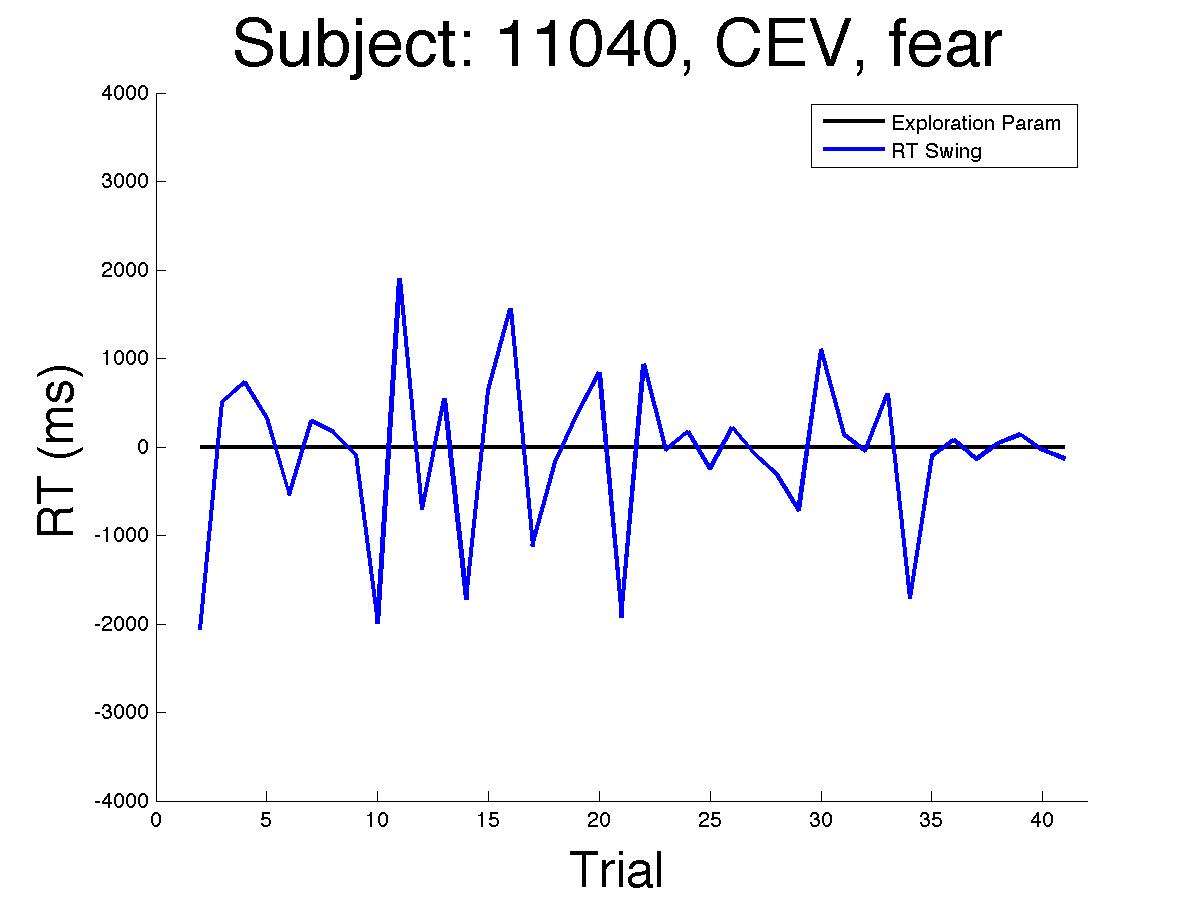 Subject: 11040, CEV, fear
4000
3000
2000
1000
0
-1000
-2000
-3000
-4000
RT (ms)
Exploration Param
RT Swing
0 5 10 15 20 25 30 35 40
Trial